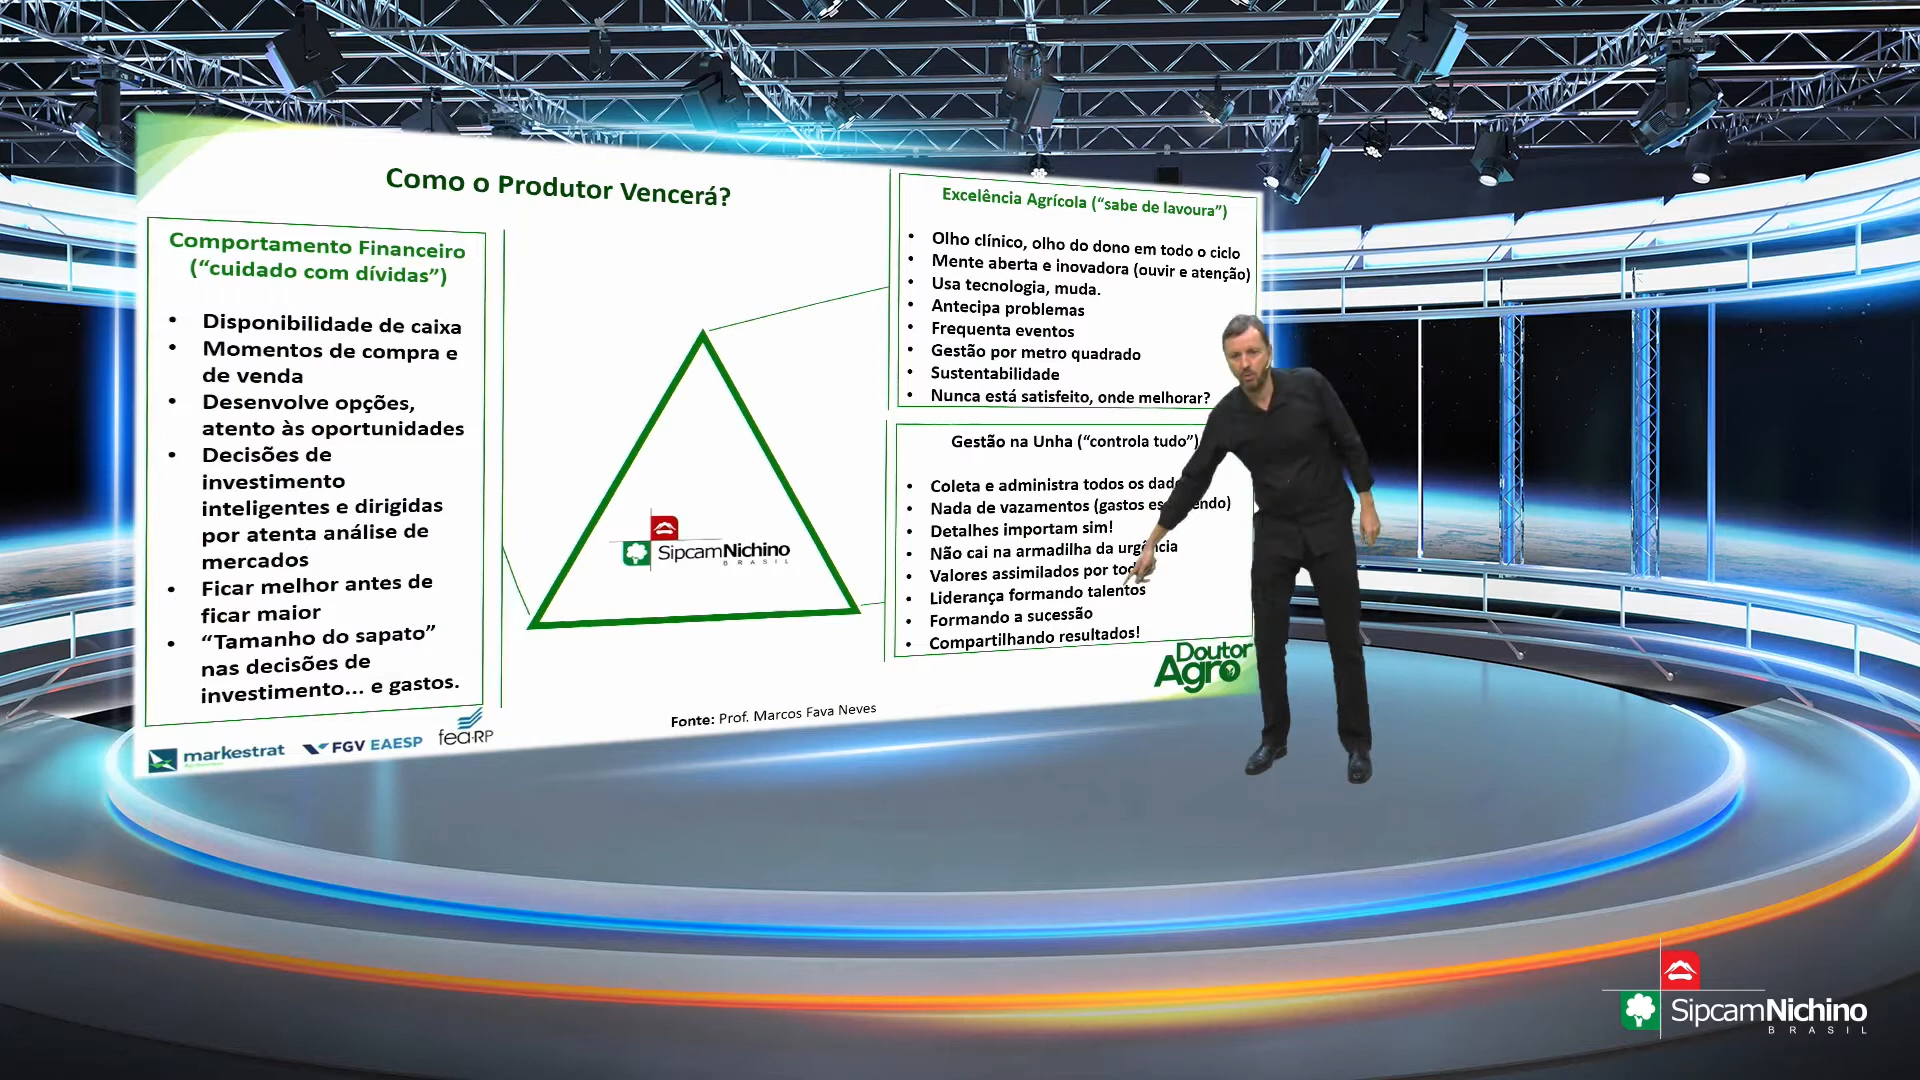 Como o Produtor Vencerá?
Comportamento Financeiro
(“cuidado com dívidas”)
• Disponibilidade de caixa
• Momentos de compra e
de venda
• Desenvolve opções,
atento às oportunidades
• Decisões de
investimento
inteligentes e dirigidas
por atenta análise de
mercados
• Ficar melhor antes de
ficar maior
• “Tamanho do sapato”
nas decisões de
investimento... e gastos.
Excelência Agrícola (“sabe de lavoura”)
• Olho clínico, olho do dono em todo o ciclo
• Mente aberta e inovadora (ouvir e atenção)
• Usa tecnologia, muda.
• Antecipa problemas
• Frequenta eventos
• Gestão por metro quadrado
• Sustentabilidade
• Nunca está satisfeito, onde melhorar?
Gestão na Unha (“controla tudo”)
• Coleta e administra todos os
• Nada de vazamentos (gastos
• Detalhes importam sim!
• Não cai na armadilha da urgência
• Valores assimilados por
• Liderança formando talentos
• Formando a sucessão
• Compartilhando resultados!
SipcamNichino
BRASIL
Doutor
Agro
Fonte: Prof. Marcos Fava Neves
markestrat
FGV EAESP
fea-RP
SipcamNichino
BRASIL